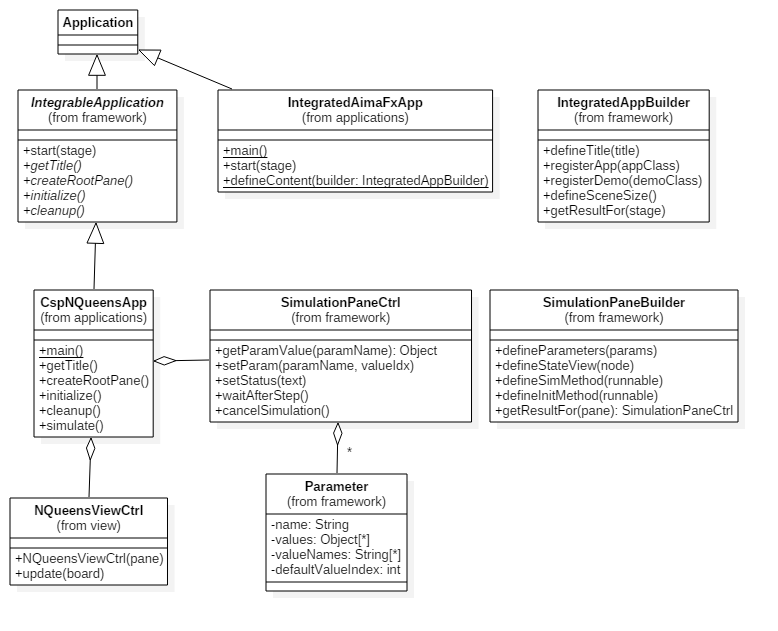 Application
IntegrableApplication
(from framework)
+start(stage)
+getTitle()
+createRootPane()
+initialize()
+cleanup()
IntegratedAimaFxApp
(from applications)
+main()
+start(stage)
+defineContent(builder: IntegratedAppBuilder)
IntegratedAppBuilder
(from framework)
+defineTitle(title)
+registerApp(appClass)
+registerDemo(demoClass)
+defineSceneSize()
+getResultFor(stage)
CspNQueensApp
(from applications)
+main()
+getTitle()
+createRootPane()
+initialize()
+cleanup()
+simulate()
SimulationPaneCtrl
(from framework)
+getParamValue(paramName): Object
+setParam(paramName, valueIdx)
+setStatus(text)
+waitAfterStep()
+cancelSimulation()
SimulationPaneBuilder
(from framework)
+defineParameters(params)
+defineStateView(node)
+defineSimMethod(runnable)
+defineInitMethod(runnable)
+getResultFor(pane): SimulationPaneCtrl
*
NQueensViewCtrl
(from view)
+NQueensViewCtrl(pane)
+update(board)
Parameter
(from framework)
-name: String
-values: Object[*]
-valueNames: String[*]
-defaultValueIndex: int